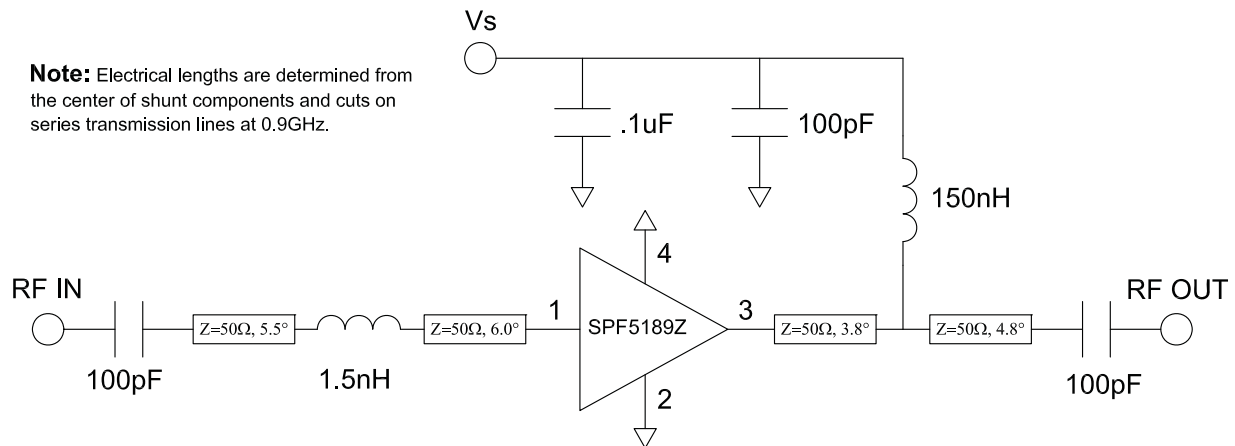 Vs
Note: Electrical lengths are determined from
the center of shunt components and cuts on
series transmission lines at 0.9GHz.
.1uF
100pF
150nH
4
RF IN
1
SPF5189Z
3
RF OUT
Z=50Ω, 5.5°
Z=50Ω, 6.0°
Z=50Ω, 3.8°
Z=50Ω, 4.8°
100pF
1.5nH
2
100pF